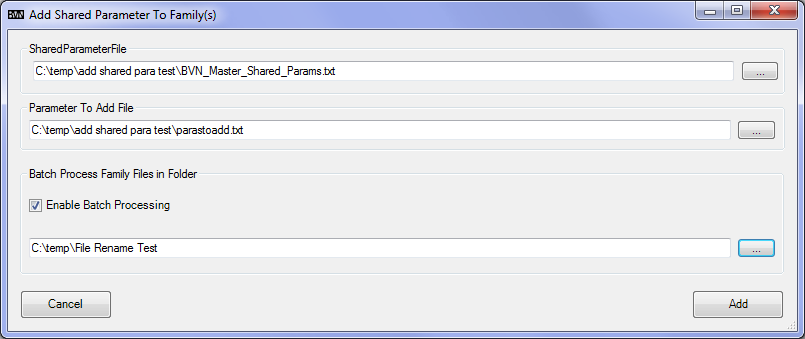 BVN Add Shared Parameter To Family(s)
SharedParameterFile
C:\temp\add shared para test\BVN_Master_Shared_Params.txt
...
Parameter To Add File
C:\temp\add shared para test\parastoadd.txt
...
Batch Process Family Files in Folder
Enable Batch Processing
C:\temp\File Rename Test
...
Cancel
Add